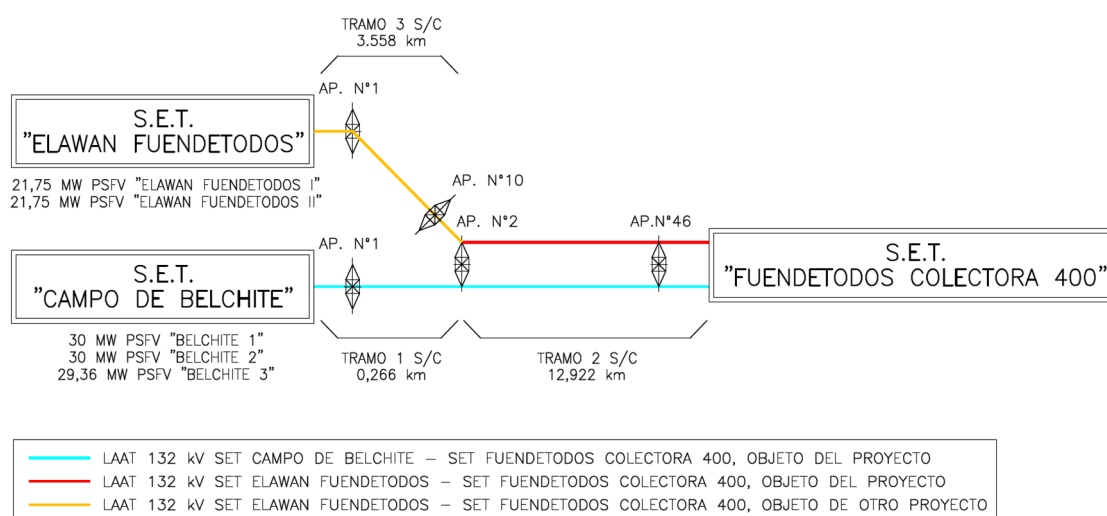 TRAMO 3 S/C
3.558 km
AP. N°1
S.E.T.
"ELAWAN FUENDETODOS"
21,75 MW PSFV "ELAWAN FUENDETODOS I"
21,75 MW PSFV "ELAWAN FUENDETODOS II"
AP. N°10
AP. N°2
AP.N°46
AP. N°1
S.E.T.
"CAMPO DE BELCHITE"
S.E.T.
"FUENDETODOS COLECTORA 400"
30 MW PSFV "BELCHITE 1"
30 MW PSFV "BELCHITE 2"
29,36 MW PSFV "BELCHITE 3"
TRAMO 1 S/C
0,266 km
TRAMO 2 S/C
12,922 km
LAAT 132 kV SET CAMPO DE BELCHITE – SET FUENDETODOS COLECTORA 400, OBJETO DEL PROYECTO
LAAT 132 kV SET ELAWAN FUENDETODOS – SET FUENDETODOS COLECTORA 400, OBJETO DEL PROYECTO
LAAT 132 kV SET ELAWAN FUENDETODOS – SET FUENDETODOS COLECTORA 400, OBJETO DE OTRO PROYECTO